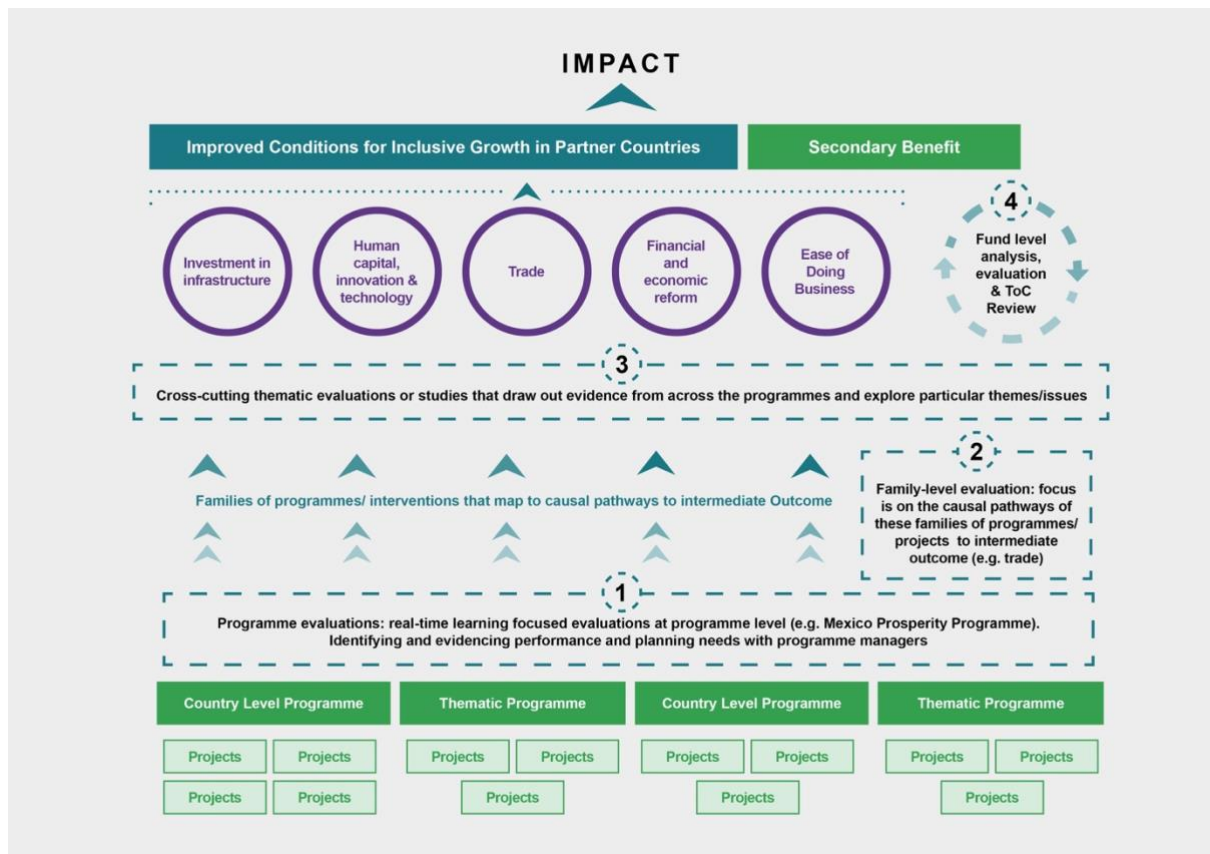 IMPACT
Improved Conditions for Inclusive Growth in Partner Countries
Secondary Benefit
Investment in
infrastructure
Human
capital,
innovation &
technology
Trade
Financial
and
economic
reform
Ease of
Doing
Business
4
Fund level
analysis,
evaluation
& ToC
Review
3
Cross-cutting thematic evaluations or studies that draw out evidence from across the programmes and explore particular themes/issues
Families of programmes/ interventions that map to causal pathways to intermediate Outcome
2
Family-level evaluation: focus
is on the causal pathways of
these families of programmes/
projects to intermediate
outcome (e.g. trade)
1
Programme evaluations: real-time learning focused evaluations at programme level (e.g. Mexico Prosperity Programme).
Identifying and evidencing performance and planning needs with programme managers
Country Level Programme
Thematic Programme
Country Level Programme
Thematic Programme
Projects
Projects
Projects
Projects
Projects
Projects
Projects
Projects
Projects
Projects
Projects
Projects
Projects